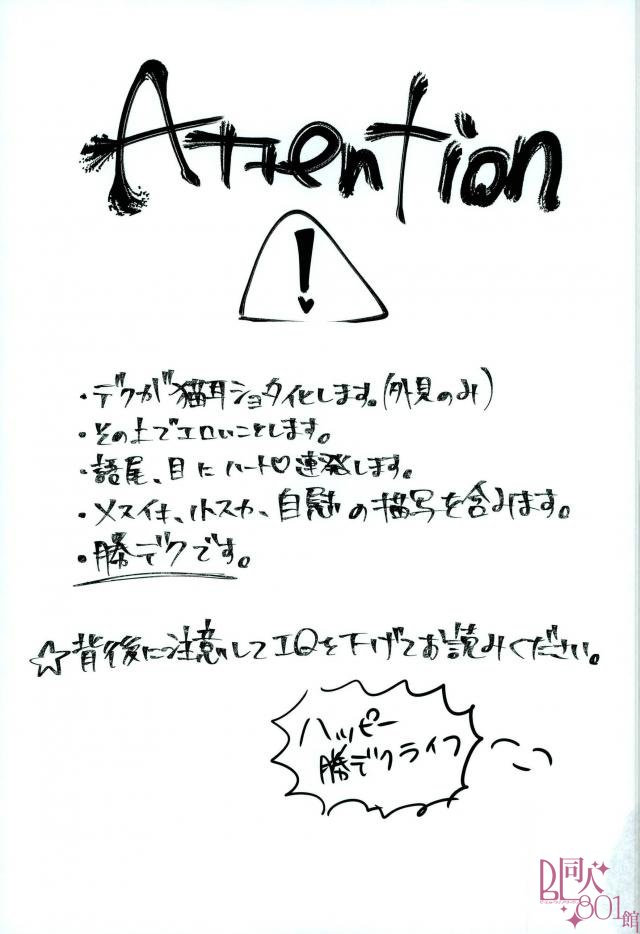 Attention
!
・デクが猫耳ショタ化します。(外見のみ)
・その上でエロいことします。
・語尾、目にハート♡連発します。
・メスイキ、小スカ、自慰の描写を含みます。
・勝デクです。
☆背後に注意してIQを下げてお読みください。
ハッピー
勝デクライフ
BL同人
801館